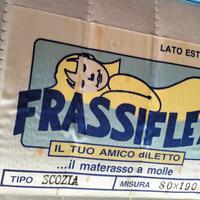 LATO EST
FRASSIFLE
IL TUO AMICO diLETTO
...il materasso a molle
TIPO SCOZIA MISURA 80X190